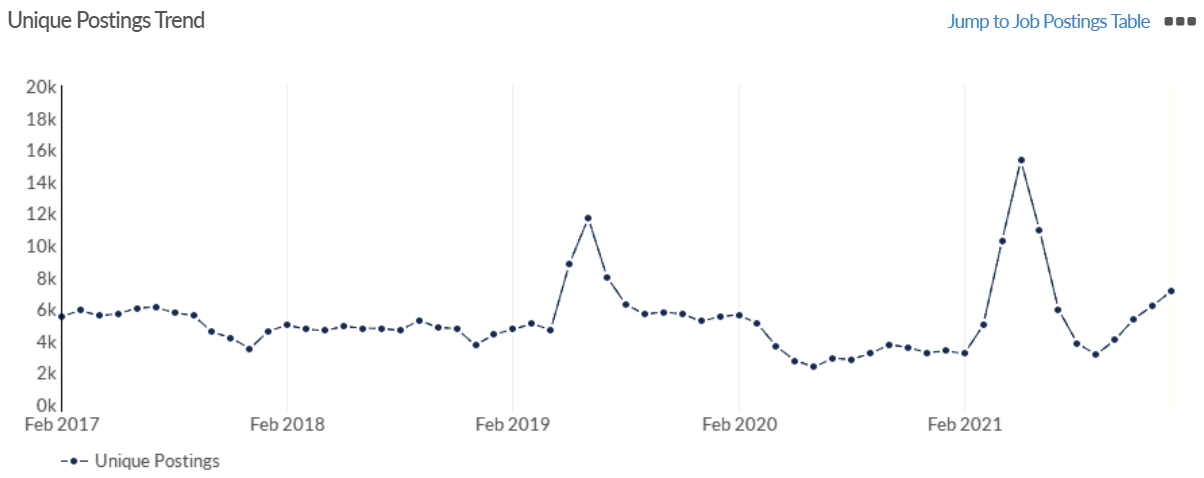 Unique Postings Trend
Jump to Job Postings Table
20k
18k
16k
14k
12k
10k
8k
6k
4k
2k
0k
Feb 2017
Feb 2018
Feb 2019
Feb 2020
Feb 2021
Unique Postings